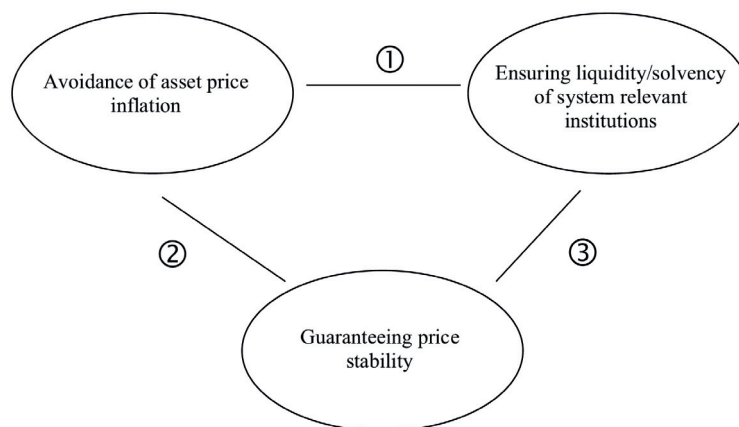 ①
Avoidance of asset price
inflation
Ensuring liquidity/solvency
of system relevant
institutions
②
③
Guaranteeing price
stability